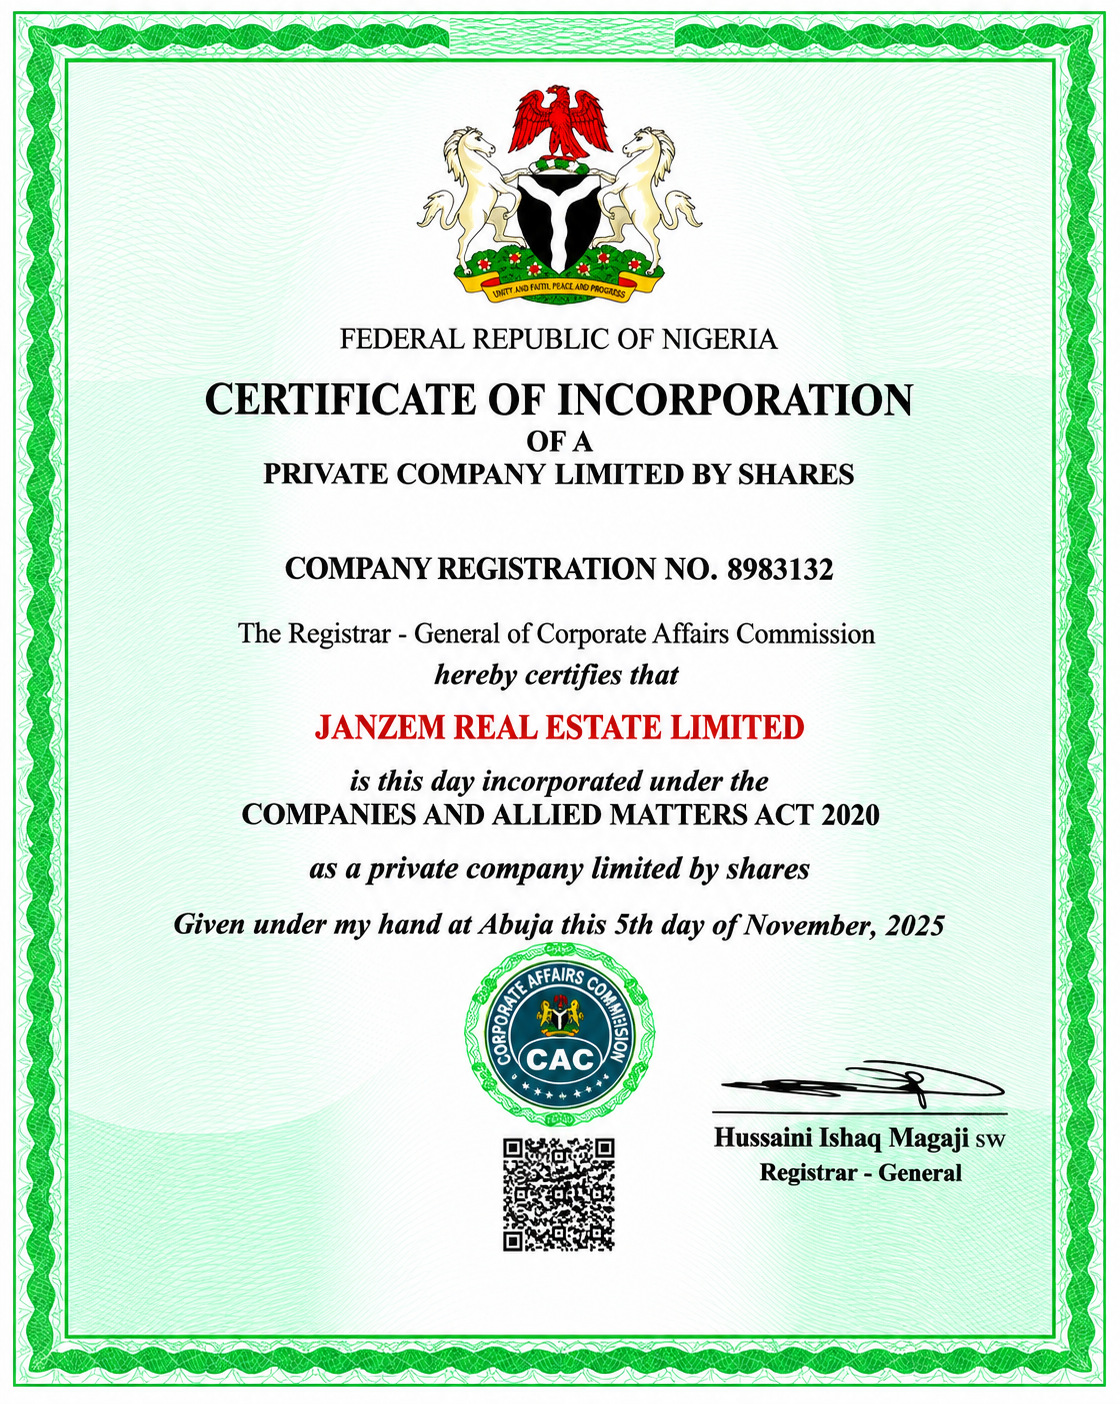 UNITY AND FAITH, PEACE AND PROGRESS
FEDERAL REPUBLIC OF NIGERIA
CERTIFICATE OF INCORPORATION
OF A
PRIVATE COMPANY LIMITED BY SHARES
COMPANY REGISTRATION NO. 8983132
The Registrar - General of Corporate Affairs Commission
hereby certifies that
JANZEM REAL ESTATE LIMITED
is this day incorporated under the
COMPANIES AND ALLIED MATTERS ACT 2020
as a private company limited by shares
Given under my hand at Abuja this 5th day of November, 2025
CORPORATE AFFAIRS COMMISSION
CAC
Hussaini Ishaq Magaji SW
Registrar - General